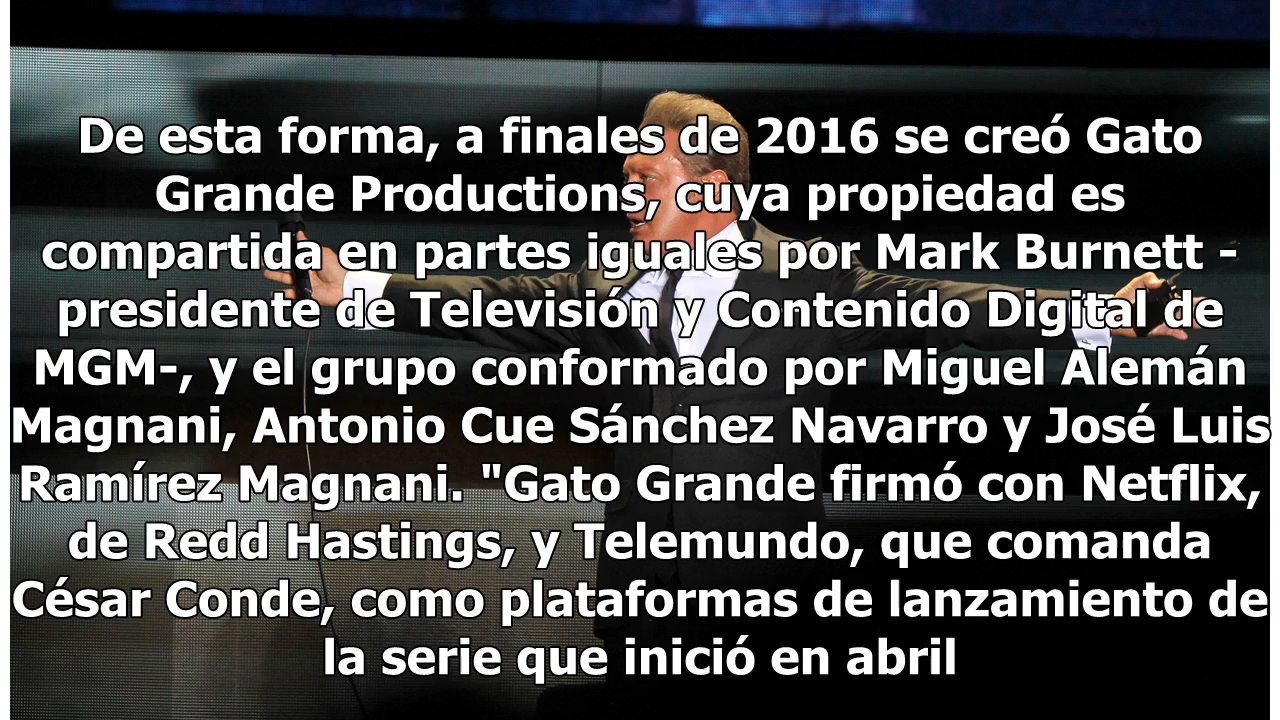 De esta forma, a finales de 2016 se creó Gato
Grande Productions, cuya propiedad es
compartida en partes iguales por Mark Burnett -
presidente de Televisión y Contenido Digital de
MGM-, y el grupo conformado por Miguel Alemán
Magnani, Antonio Cue Sánchez Navarro y José Luis
Ramírez Magnani. "Gato Grande firmó con Netflix,
de Redd Hastings, y Telemundo, que comanda
César Conde, como plataformas de lanzamiento de
la serie que inició en abril